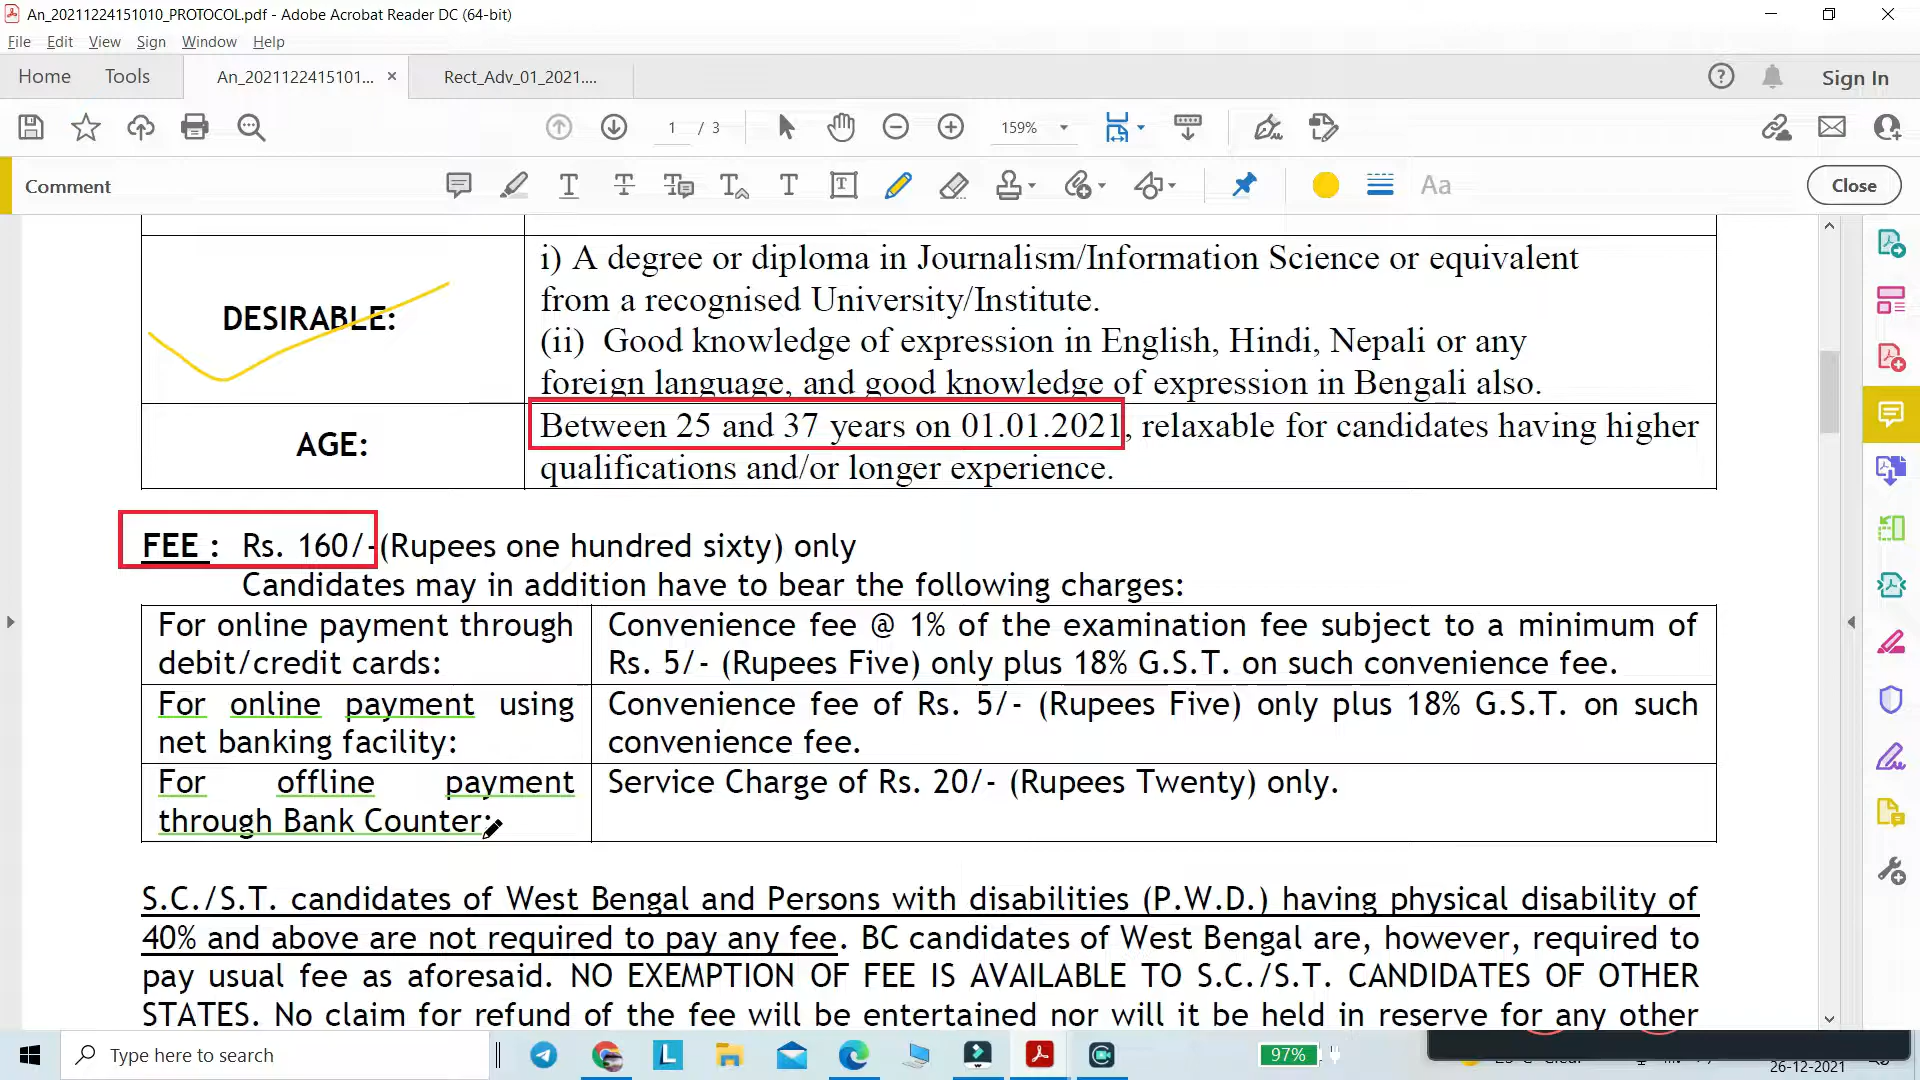 An_20211224151010_PROTOCOL.pdf - Adobe Acrobat Reader DC (64-bit)
File Edit View Sign Window Help
Home Tools An_2021122415101... × Rect_Adv_01_2021.... Sign In
1 / 3 159%
Comment Aa Close
i) A degree or diploma in Journalism/Information Science or equivalent
from a recognised University/Institute.
DESIRABLE:
(ii) Good knowledge of expression in English, Hindi, Nepali or any
foreign language, and good knowledge of expression in Bengali also.
AGE:
Between 25 and 37 years on 01.01.2021, relaxable for candidates having higher
qualifications and/or longer experience.
FEE : Rs. 160/-(Rupees one hundred sixty) only
Candidates may in addition have to bear the following charges:
For online payment through
debit/credit cards:
Convenience fee @ 1% of the examination fee subject to a minimum of
Rs. 5/- (Rupees Five) only plus 18% G.S.T. on such convenience fee.
For online payment using
net banking facility:
Convenience fee of Rs. 5/- (Rupees Five) only plus 18% G.S.T. on such
convenience fee.
For offline payment
through Bank Counter:
Service Charge of Rs. 20/- (Rupees Twenty) only.
S.C./S.T. candidates of West Bengal and Persons with disabilities (P.W.D.) having physical disability of
40% and above are not required to pay any fee. BC candidates of West Bengal are, however, required to
pay usual fee as aforesaid. NO EXEMPTION OF FEE IS AVAILABLE TO S.C./S.T. CANDIDATES OF OTHER
STATES. No claim for refund of the fee will be entertained nor will it be held in reserve for any other
Type here to search
97%
26-12-2021